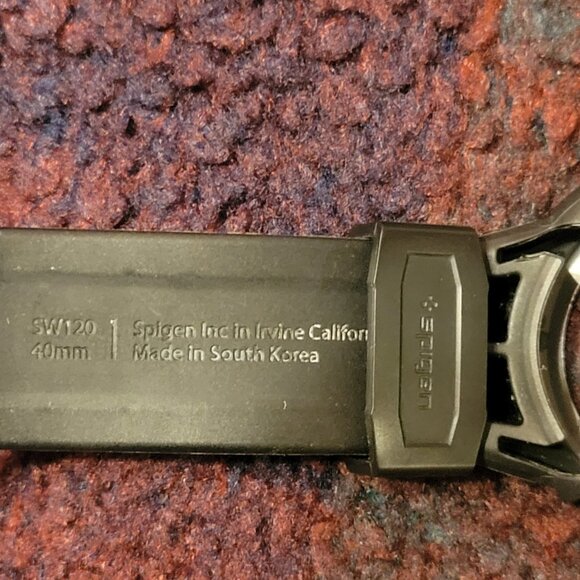 SW120
40mm
Spigen Inc in Irvine Califor
Made in South Korea
spigen